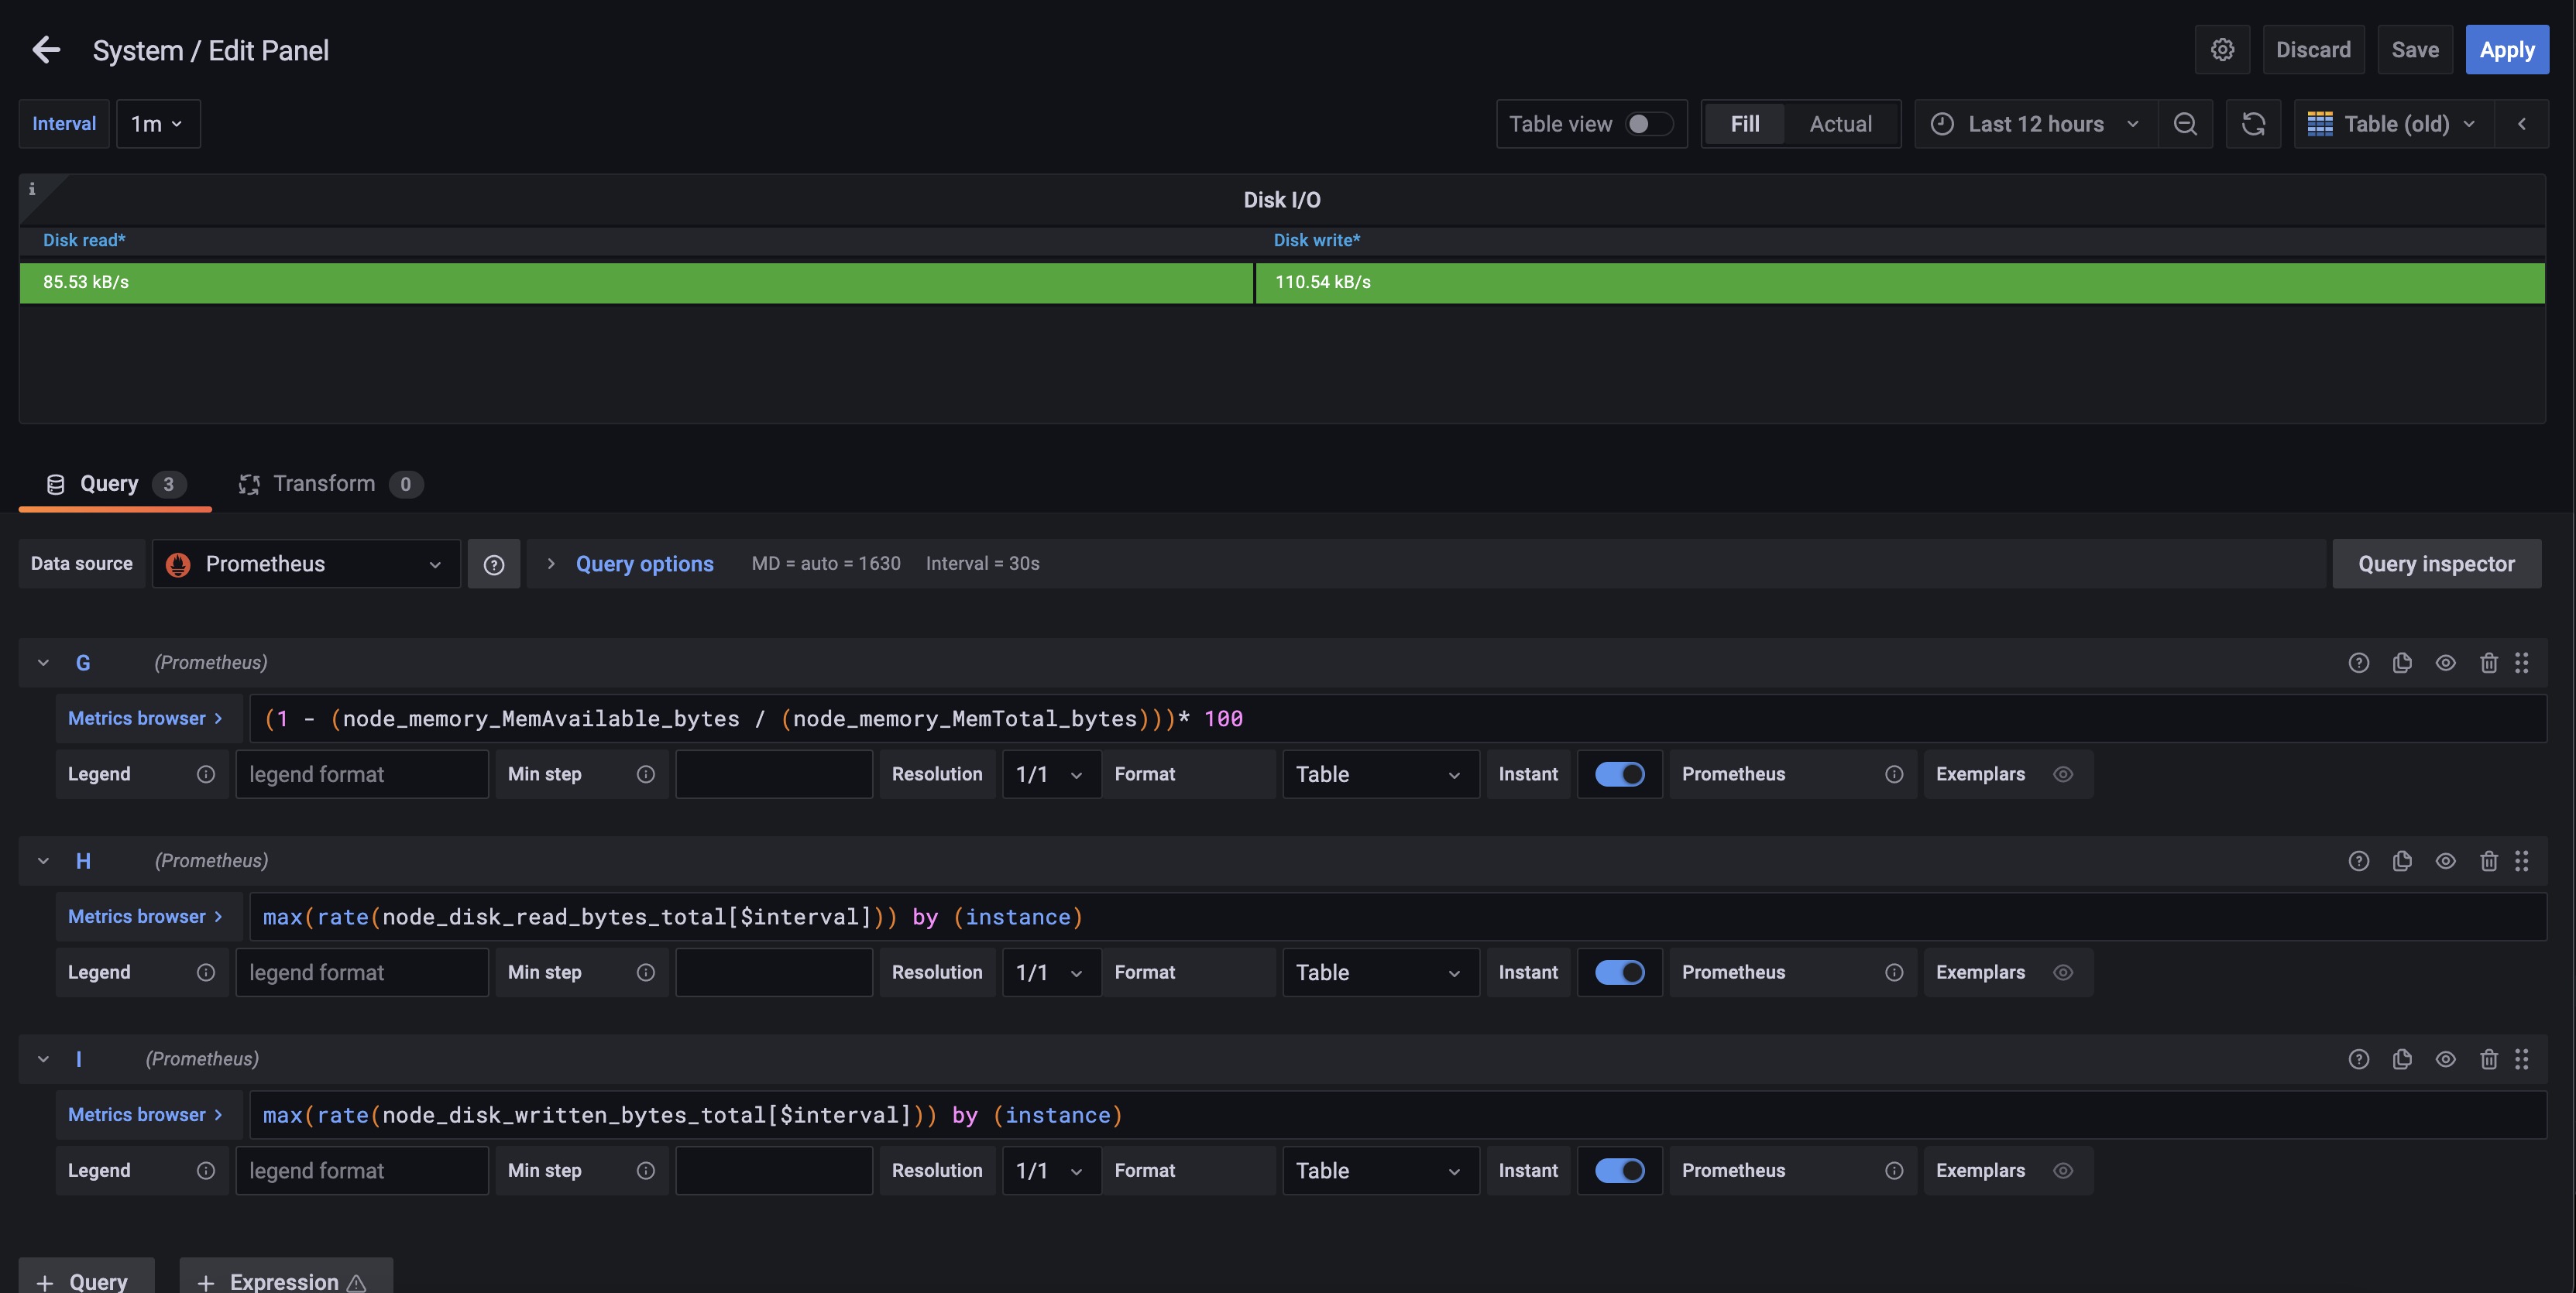 System / Edit Panel
Discard
Save
Apply
Interval
1m
Table view
Fill
Actual
Last 12 hours
Table (old)
i
Disk I/O
Disk read*
Disk write*
85.53 kB/s
110.54 kB/s
Query 3
Transform 0
Data source
Prometheus
Query options
MD = auto = 1630
Interval = 30s
Query inspector
G (Prometheus)
Metrics browser >
(1 - (node_memory_MemAvailable_bytes / (node_memory_MemTotal_bytes)))* 100
Legend
legend format
Min step
Resolution
1/1
Format
Table
Instant
Prometheus
Exemplars
H (Prometheus)
Metrics browser >
max(rate(node_disk_read_bytes_total[$interval])) by (instance)
Legend
legend format
Min step
Resolution
1/1
Format
Table
Instant
Prometheus
Exemplars
I (Prometheus)
Metrics browser >
max(rate(node_disk_written_bytes_total[$interval])) by (instance)
Legend
legend format
Min step
Resolution
1/1
Format
Table
Instant
Prometheus
Exemplars
+ Query
+ Expression